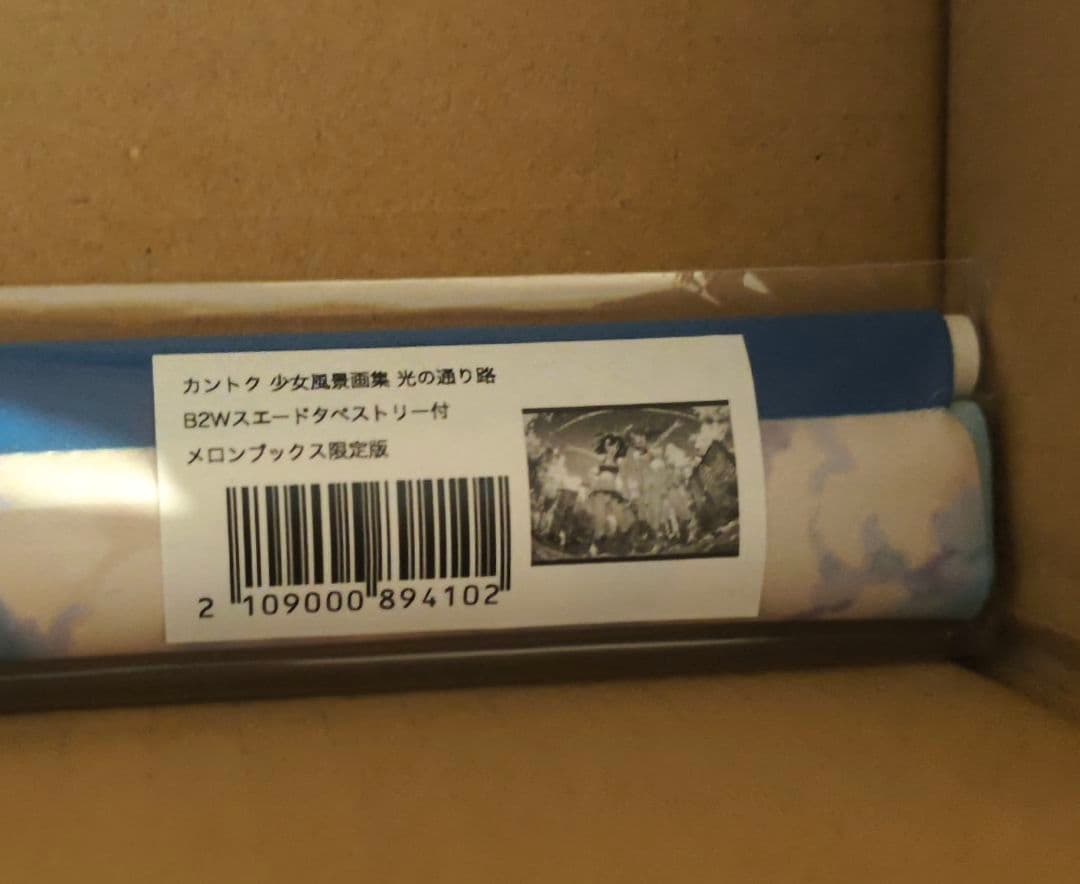 カントク 少女風景画集 光の通り路
B2Wスエードタペストリー付
メロンブックス限定版
2 109000 894102